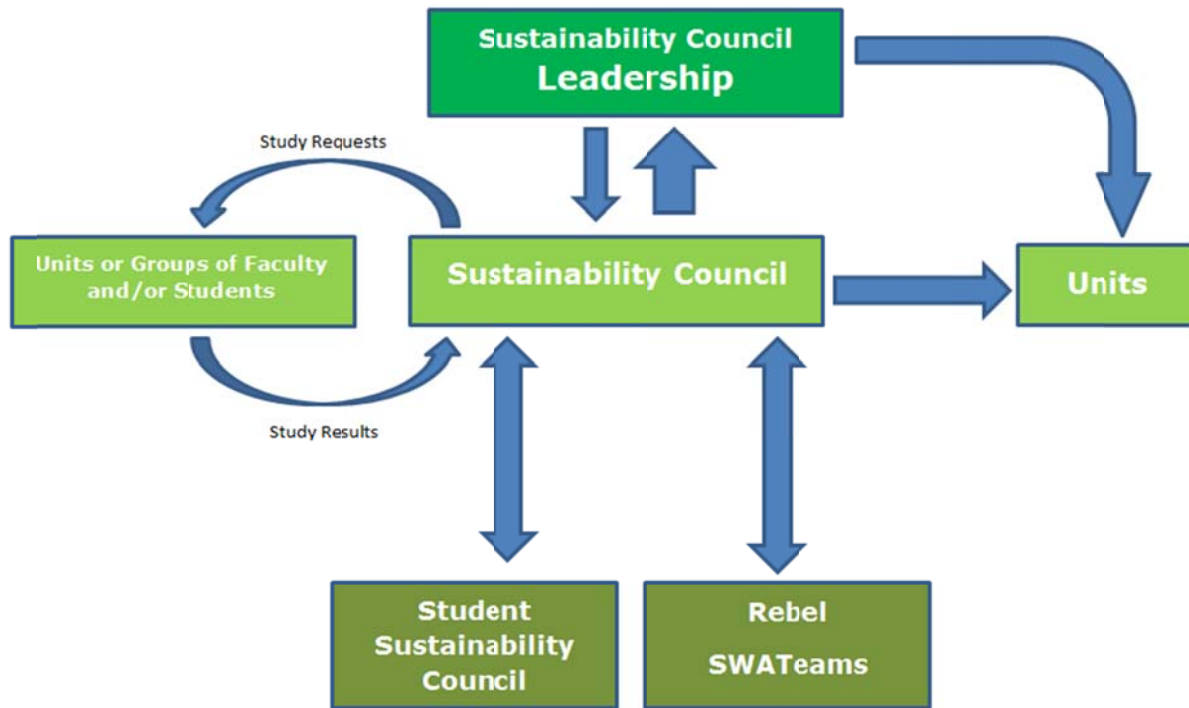 Sustainability Council
Leadership
Study Requests
Units or Groups of Faculty
and/or Students
Sustainability Council
Units
Study Results
Student
Sustainability
Council
Rebel
SWATeams